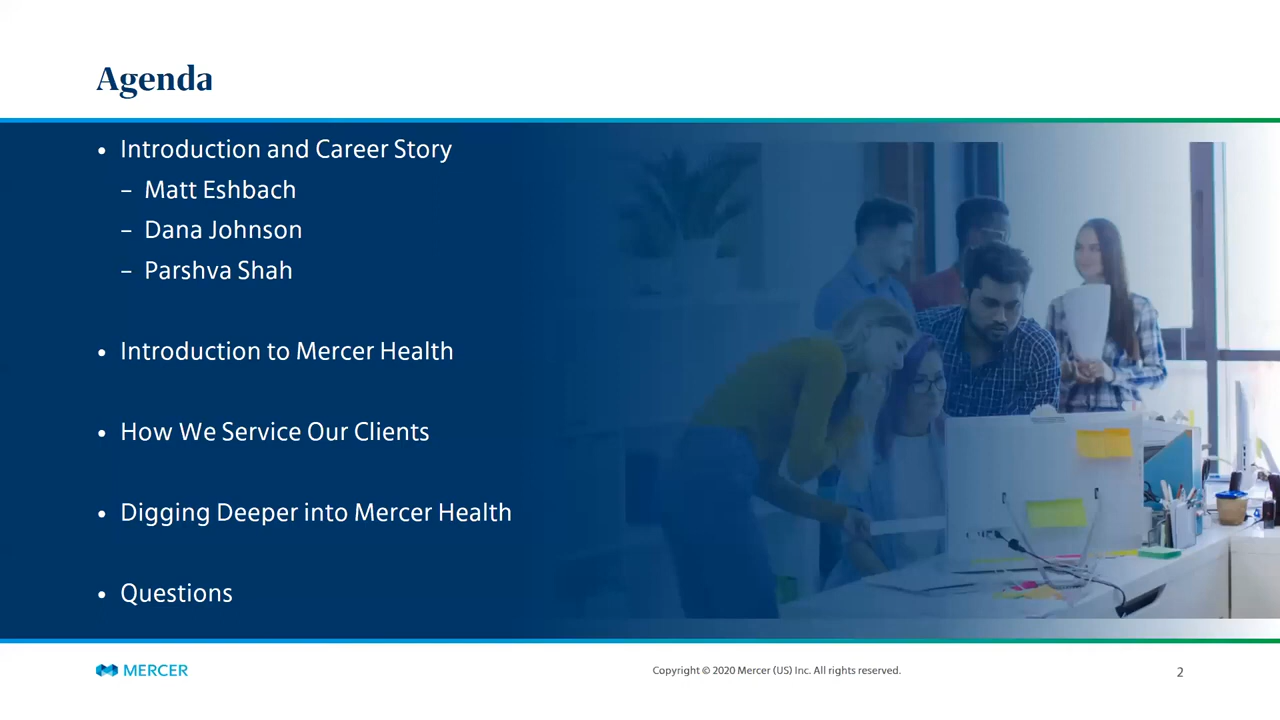 Agenda
• Introduction and Career Story
– Matt Eshbach
– Dana Johnson
– Parshva Shah
• Introduction to Mercer Health
• How We Service Our Clients
• Digging Deeper into Mercer Health
• Questions
MERCER
Copyright © 2020 Mercer (US) Inc. All rights reserved.
2